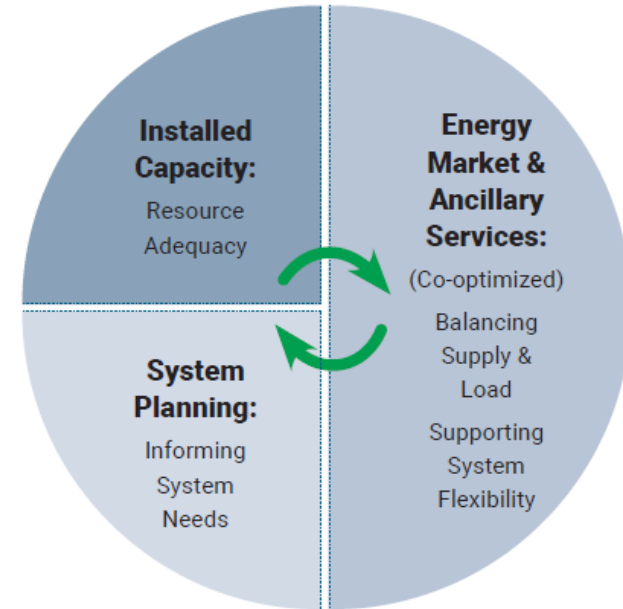 Installed
Capacity:
Resource
Adequacy
Energy
Market &
Ancillary
Services:
(Co-optimized)
Balancing
Supply &
Load
Supporting
System
Flexibility
System
Planning:
Informing
System
Needs